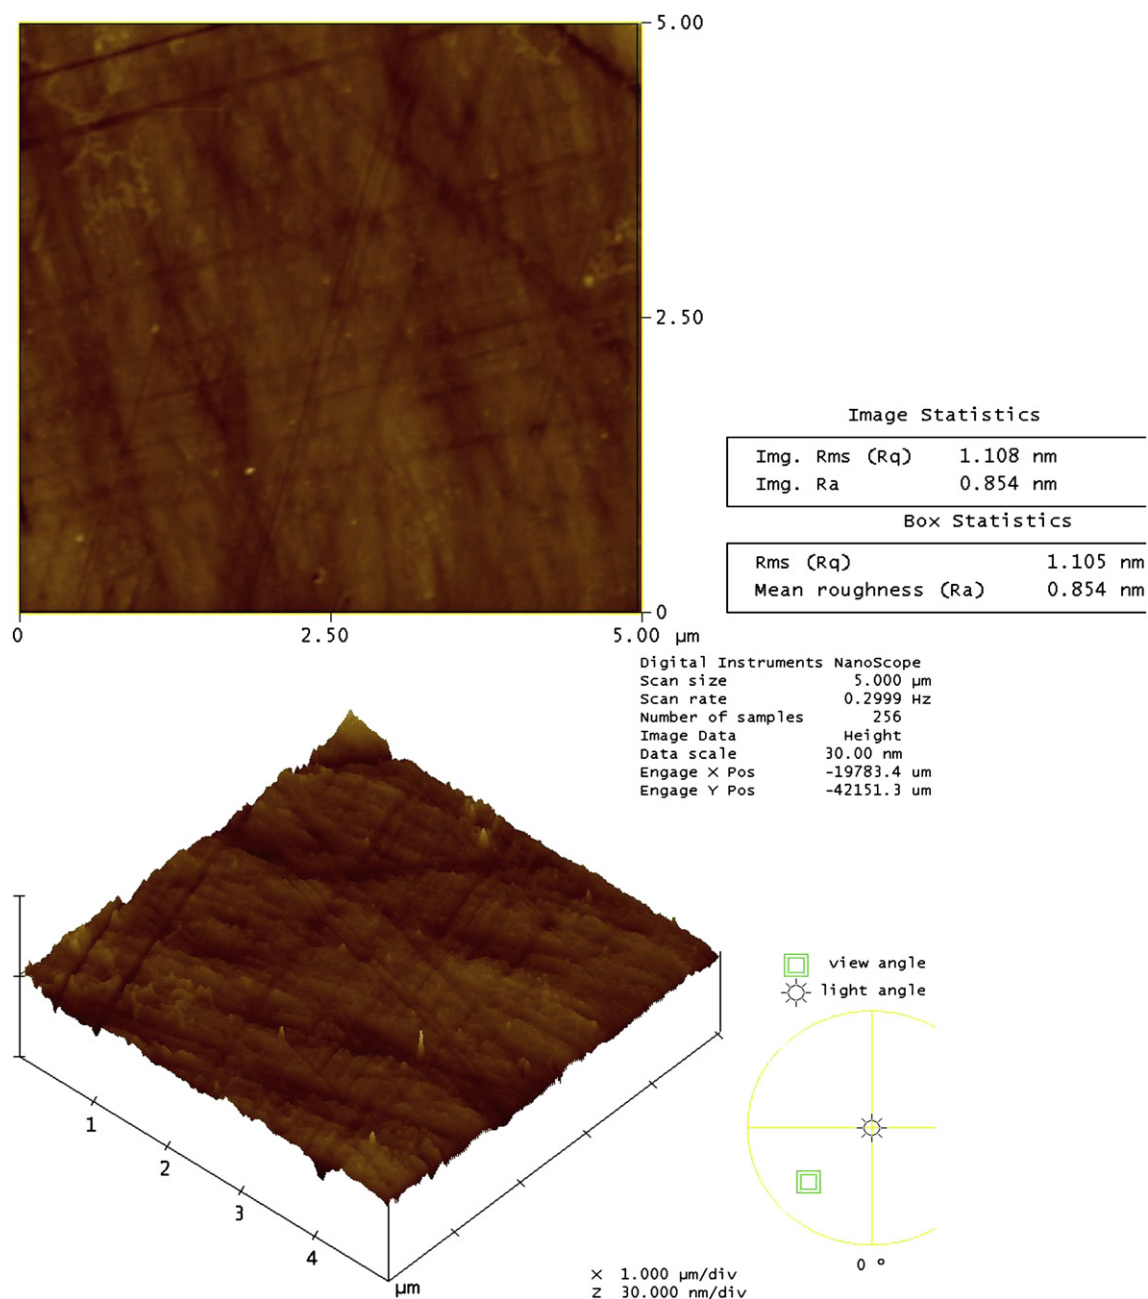 5.00
2.50
0
0 2.50 5.00 µm
Image Statistics
Img. Rms (Rq) 1.108 nm
Img. Ra 0.854 nm
Box Statistics
Rms (Rq) 1.105 nm
Mean roughness (Ra) 0.854 nm
Digital Instruments NanoScope
Scan size 5.000 µm
Scan rate 0.2999 Hz
Number of samples 256
Image Data Height
Data scale 30.00 nm
Engage X Pos -19783.4 um
Engage Y Pos -42151.3 um
view angle
light angle
1
2
3
4
µm
0 °
X 1.000 µm/div
Z 30.000 nm/div